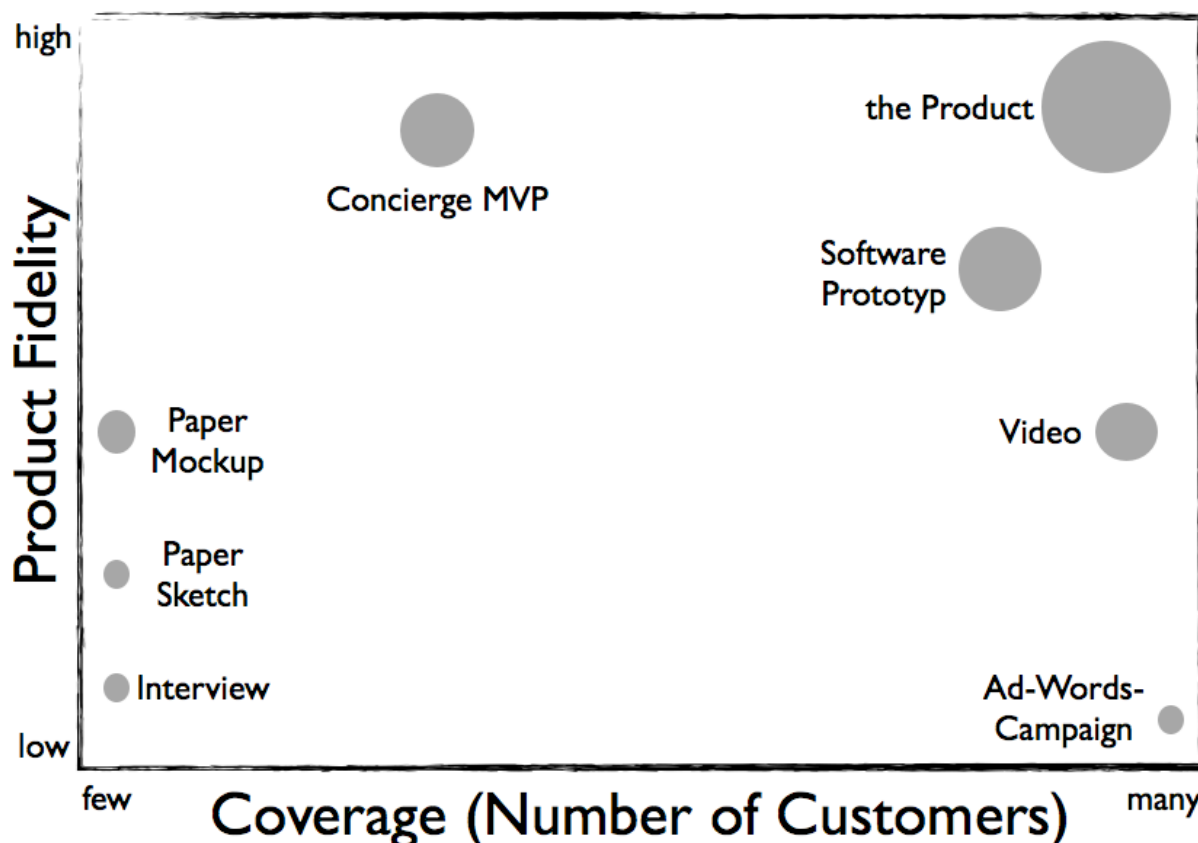 high
the Product
Concierge MVP
Software
Prototyp
Product Fidelity
Paper
Mockup
Video
Paper
Sketch
Interview
Ad-Words-
Campaign
low
few
Coverage (Number of Customers)
many